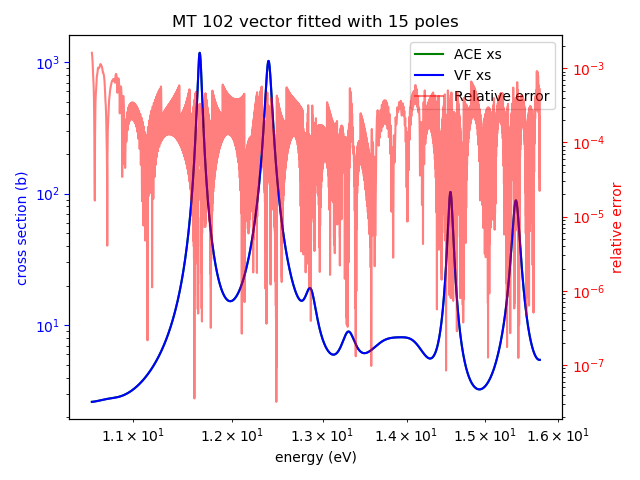 MT 102 vector fitted with 15 poles
ACE xs
VF xs
Relative error
cross section (b)
10³
10²
10¹
relative error
10⁻³
10⁻⁴
10⁻⁵
10⁻⁶
10⁻⁷
1.1 × 10¹ 1.2 × 10¹ 1.3 × 10¹ 1.4 × 10¹ 1.5 × 10¹ 1.6 × 10¹
energy (eV)